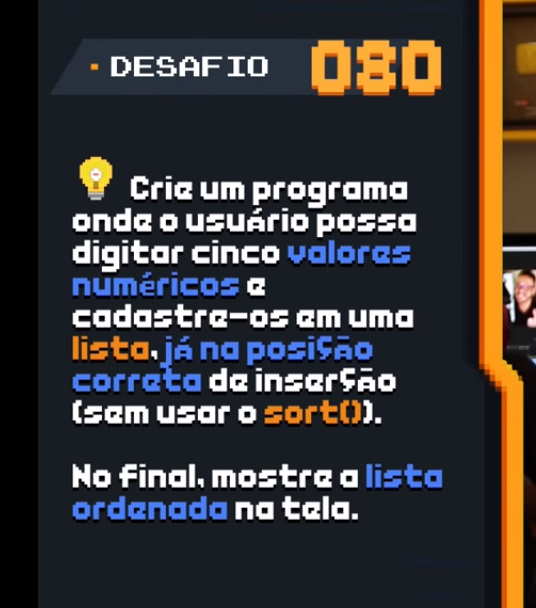 · DESAFIO 080
Crie um programa
onde o usuário possa
digitar cinco valores
numéricos e
cadastre-os em uma
lista, já na posição
correta de inserção
(sem usar o sort()).
No final, mostre a lista
ordenada na tela.